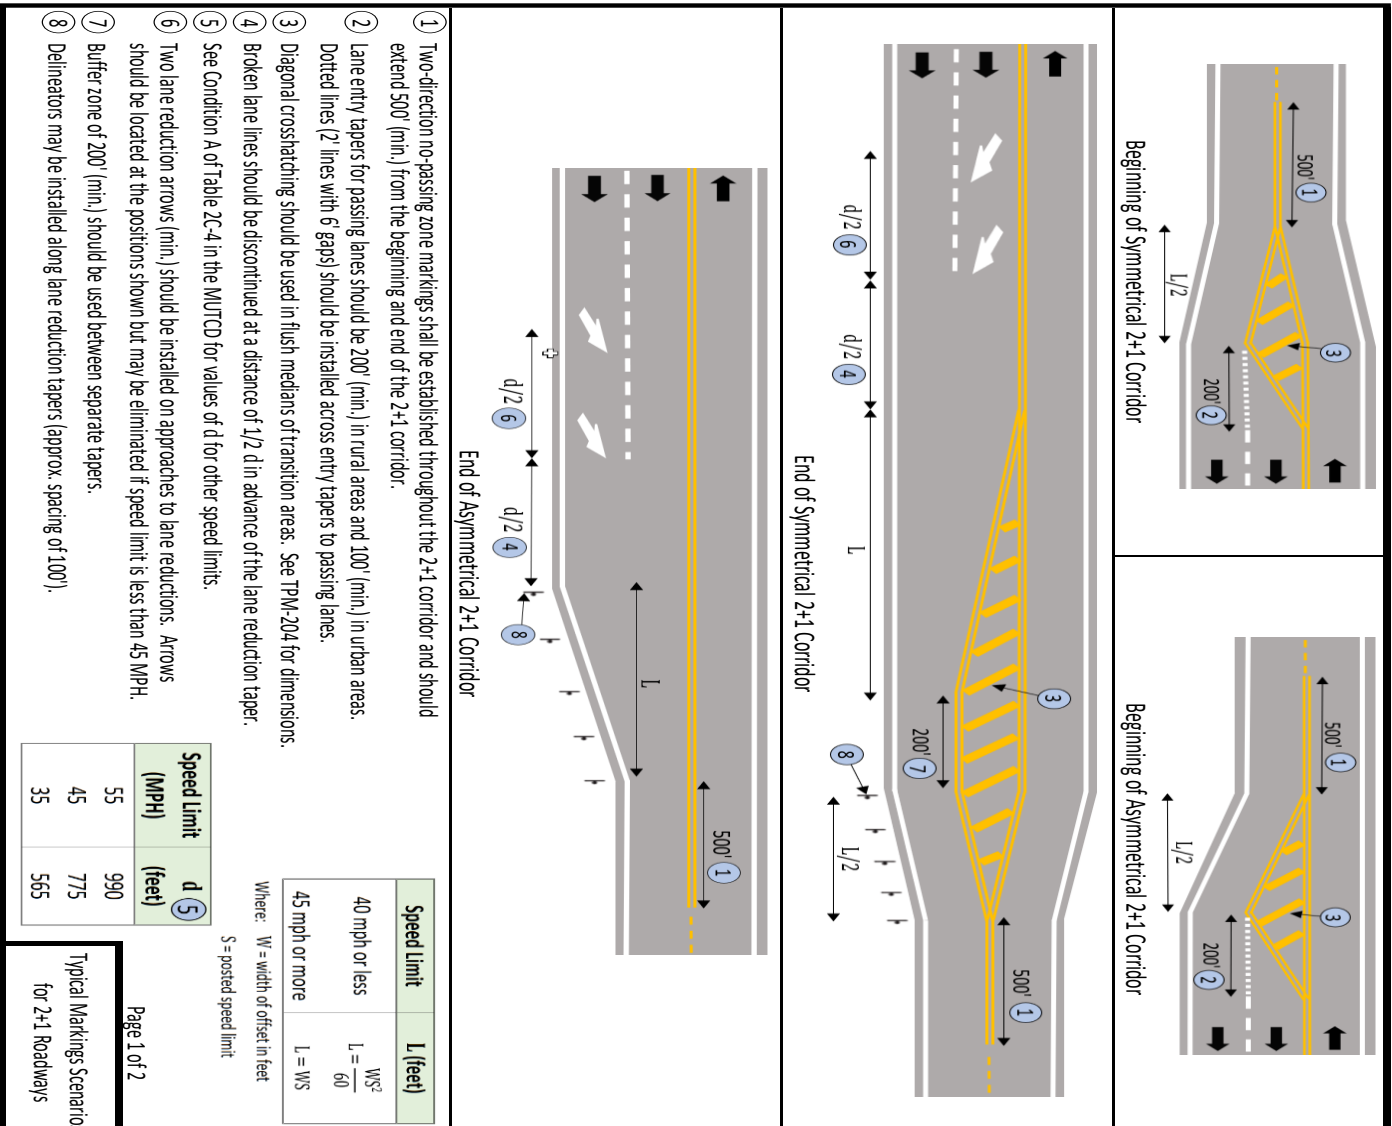 500' 1
L/2
3
200' 2
Beginning of Symmetrical 2+1 Corridor
500' 1
L/2
3
200' 2
Beginning of Asymmetrical 2+1 Corridor
d/2 6
d/2 4
L
3
200' 7
8
L/2
500' 1
End of Symmetrical 2+1 Corridor
d/2 6
d/2 4
8
L
500' 1
End of Asymmetrical 2+1 Corridor
1 Two-direction no-passing zone markings shall be established throughout the 2+1 corridor and should
extend 500' (min.) from the beginning and end of the 2+1 corridor.
2 Lane entry tapers for passing lanes should be 200' (min.) in rural areas and 100' (min.) in urban areas.
Dotted lines (2' lines with 6' gaps) should be installed across entry tapers to passing lanes.
3 Diagonal crosshatching should be used in flush medians of transition areas. See TPM-204 for dimensions.
4 Broken lane lines should be discontinued at a distance of 1/2 d in advance of the lane reduction taper.
5 See Condition A of Table 2C-4 in the MUTCD for values of d for other speed limits.
6 Two lane reduction arrows (min.) should be installed on approaches to lane reductions. Arrows
should be located at the positions shown but may be eliminated if speed limit is less than 45 MPH.
7 Buffer zone of 200' (min.) should be used between separate tapers.
8 Delineators may be installed along lane reduction tapers (approx. spacing of 100').
Speed Limit L (feet)
40 mph or less L = WS²/60
45 mph or more L = WS
Where: W = width of offset in feet
S = posted speed limit
Speed Limit d 5
(MPH) (feet)
55 990
45 775
35 565
Page 1 of 2
Typical Markings Scenario
for 2+1 Roadways